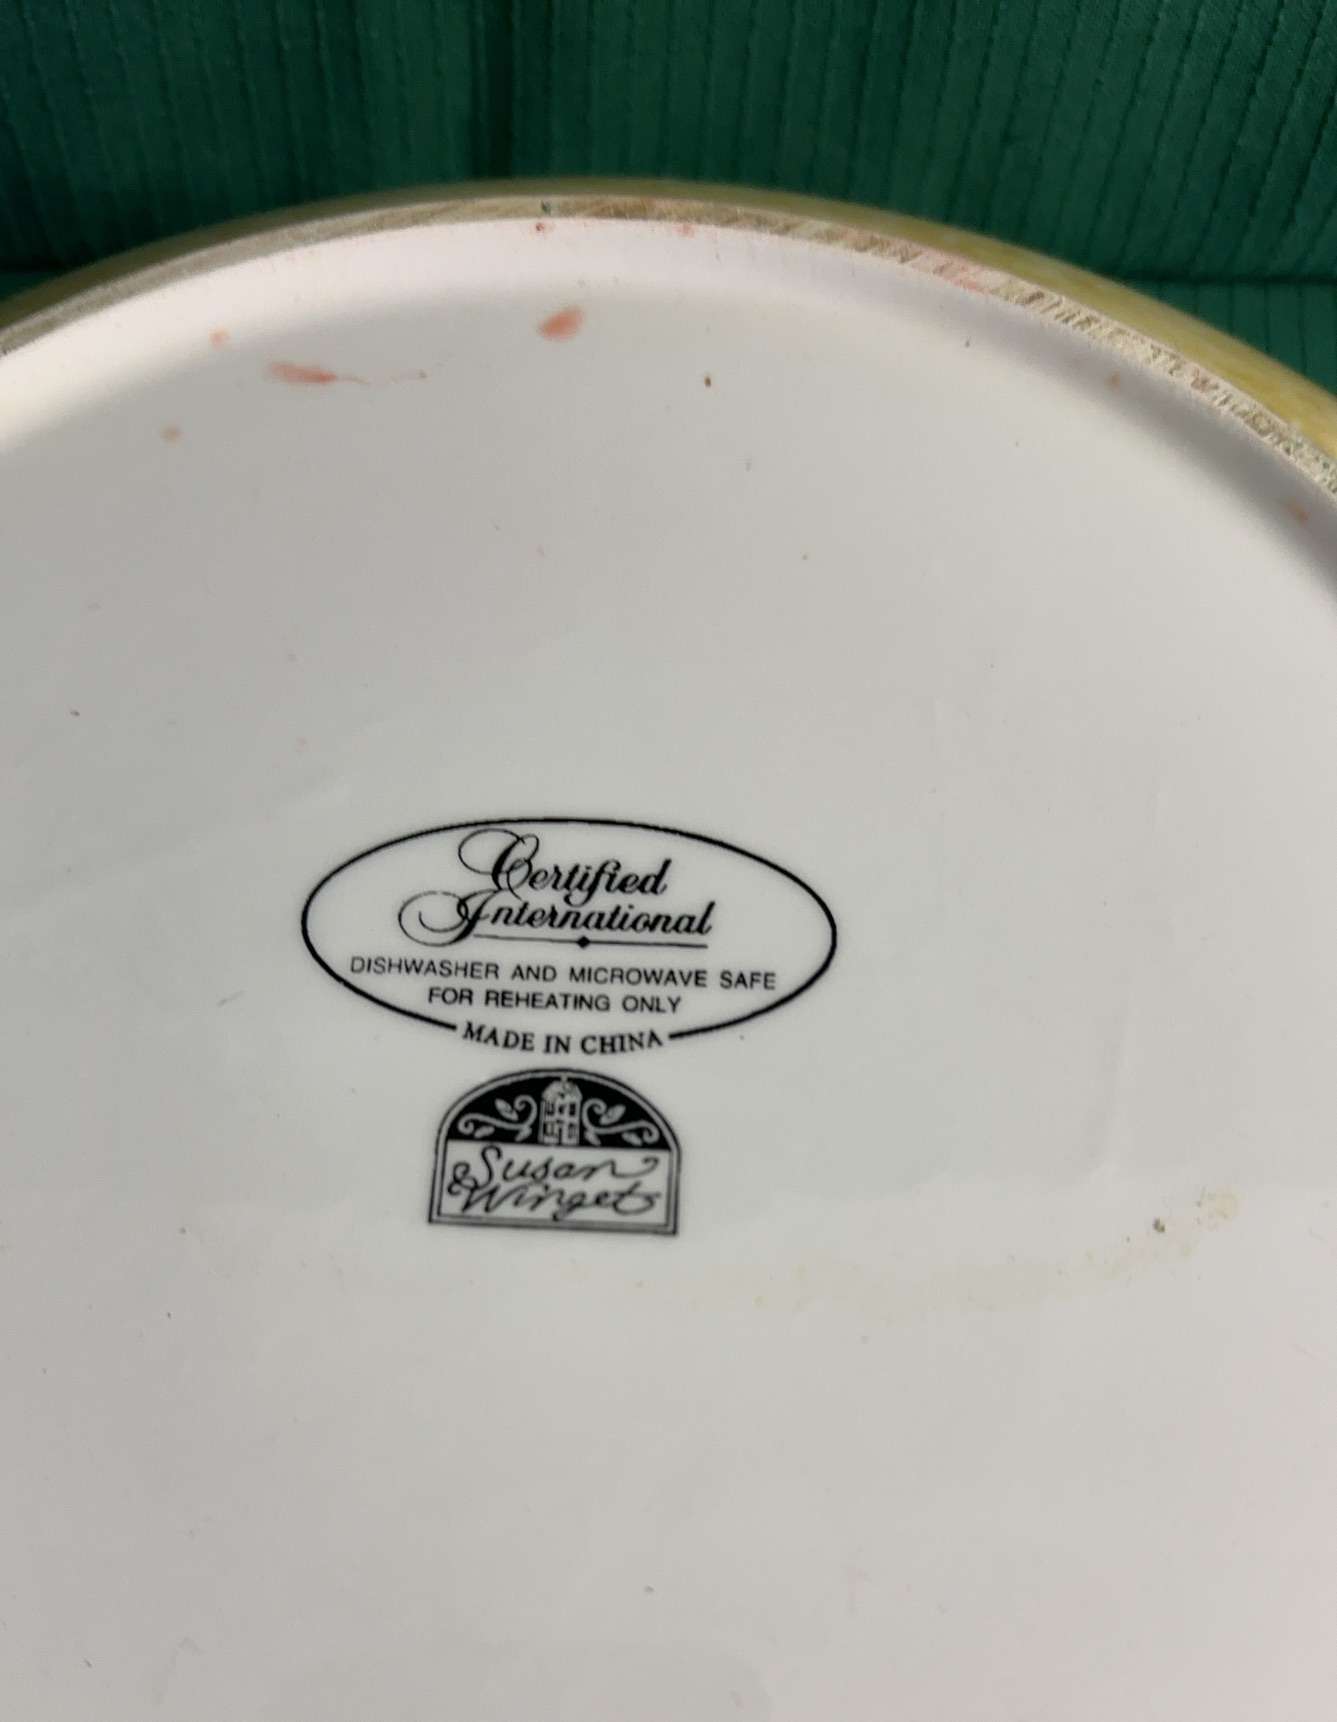 Certified
International
DISHWASHER AND MICROWAVE SAFE
FOR REHEATING ONLY
MADE IN CHINA
Susan
Winget